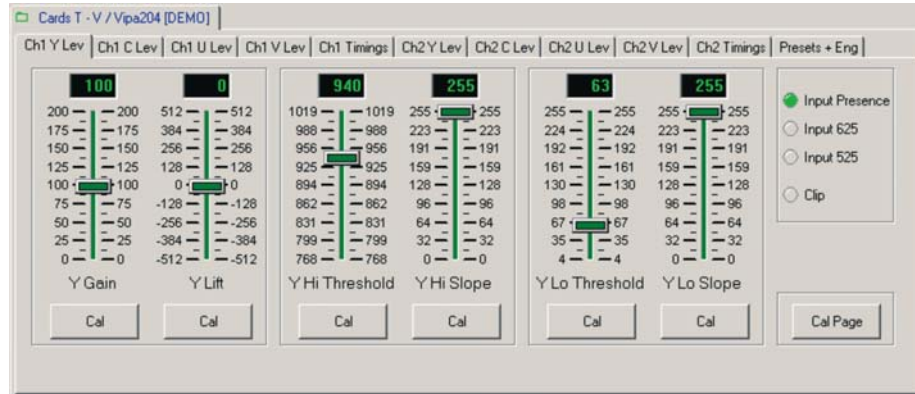 Cards T - V / Vipa204 [DEMO]
Ch1 Y Lev Ch1 C Lev Ch1 U Lev Ch1 V Lev Ch1 Timings Ch2 Y Lev Ch2 C Lev Ch2 U Lev Ch2 V Lev Ch2 Timings Presets + Eng
100 0 940 255 63 255
200 200 512 512 1019 1019 255 255 255 255 255 255
175 175 384 384 988 988 223 223 224 224 223 223
150 150 256 256 956 956 191 191 192 192 191 191
125 125 128 128 925 925 159 159 161 161 159 159
100 100 0 0 894 894 128 128 130 130 128 128
75 75 -128 -128 862 862 96 96 98 98 96 96
50 50 -256 -256 831 831 64 64 67 67 64 64
25 25 -384 -384 799 799 32 32 35 35 32 32
0 0 -512 -512 768 768 0 0 4 4 0 0
Y Gain Y Lift Y Hi Threshold Y Hi Slope Y Lo Threshold Y Lo Slope
Cal Cal Cal Cal Cal Cal
Input Presence
Input 625
Input 525
Clip
Cal Page